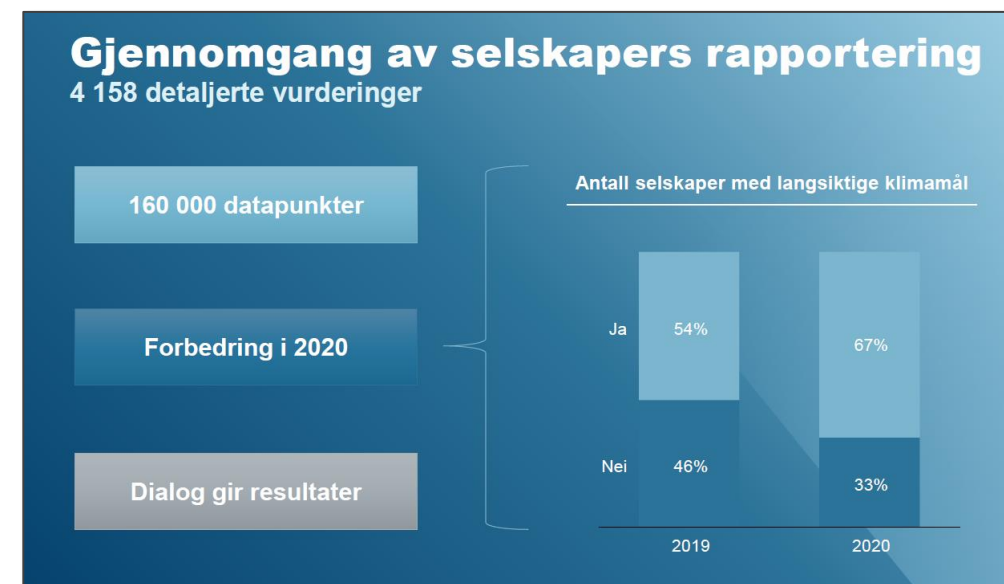 Gjennomgang av selskapers rapportering
4 158 detaljerte vurderinger
160 000 datapunkter
Forbedring i 2020
Dialog gir resultater
Antall selskaper med langsiktige klimamål
Ja
54%
67%
Nei
46%
33%
2019
2020